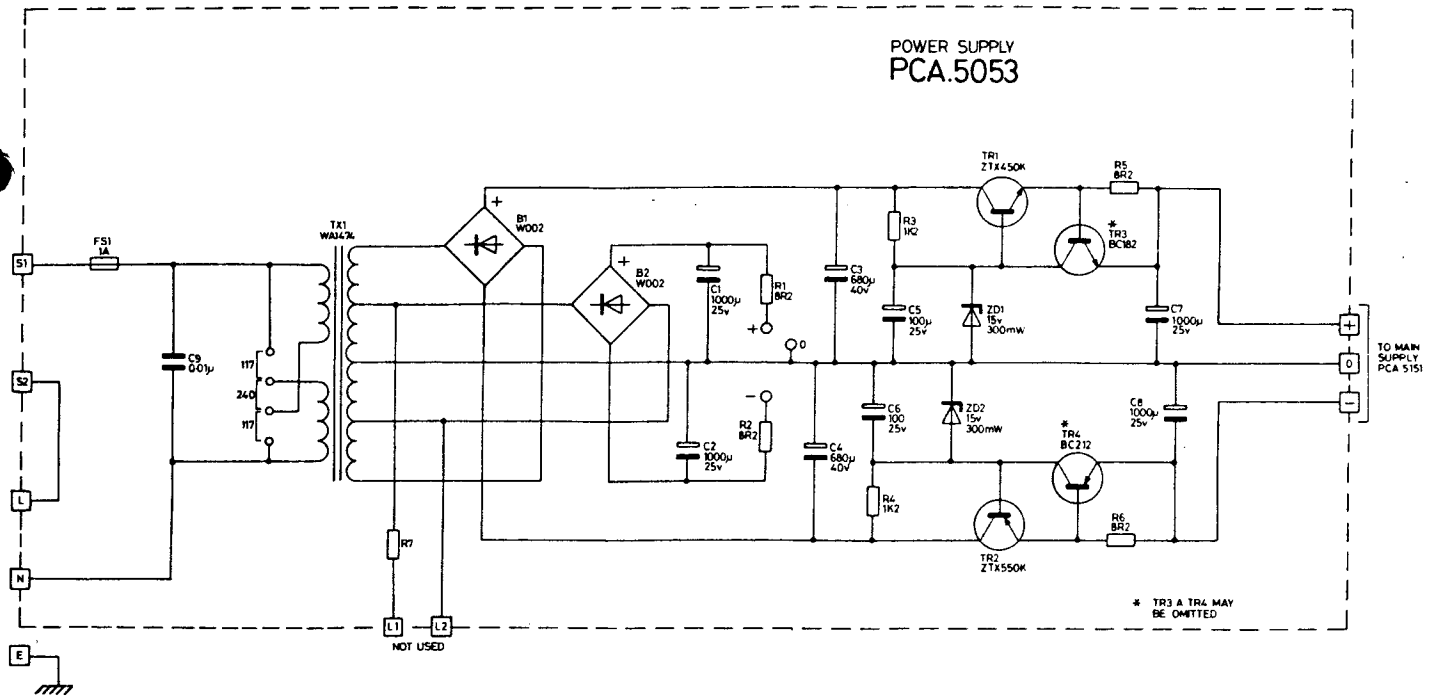 POWER SUPPLY
PCA.5053
TR1
ZTX450K
R5
8R2
*
TR3
BC182
R3
1K2
TX1
WA1474
B1
W002
FS1
1A
S1
B2
W002
C1
1000µ
25v
R1
8R2
C3
680µ
40v
C5
100µ
25v
ZD1
15v
300mW
C7
1000µ
25v
+
+
+
+
O
C9
0·01µ
117
240
117
S2
0
TO MAIN
SUPPLY
PCA 5151
−
−
R2
8R2
C2
1000µ
25v
C4
680µ
40v
C6
100
25v
ZD2
15v
300mW
C8
1000µ
25v
*
TR4
BC212
R4
1K2
R6
8R2
L
TR2
ZTX550K
R7
N
* TR3 A TR4 MAY
BE OMITTED
L1
L2
NOT USED
E